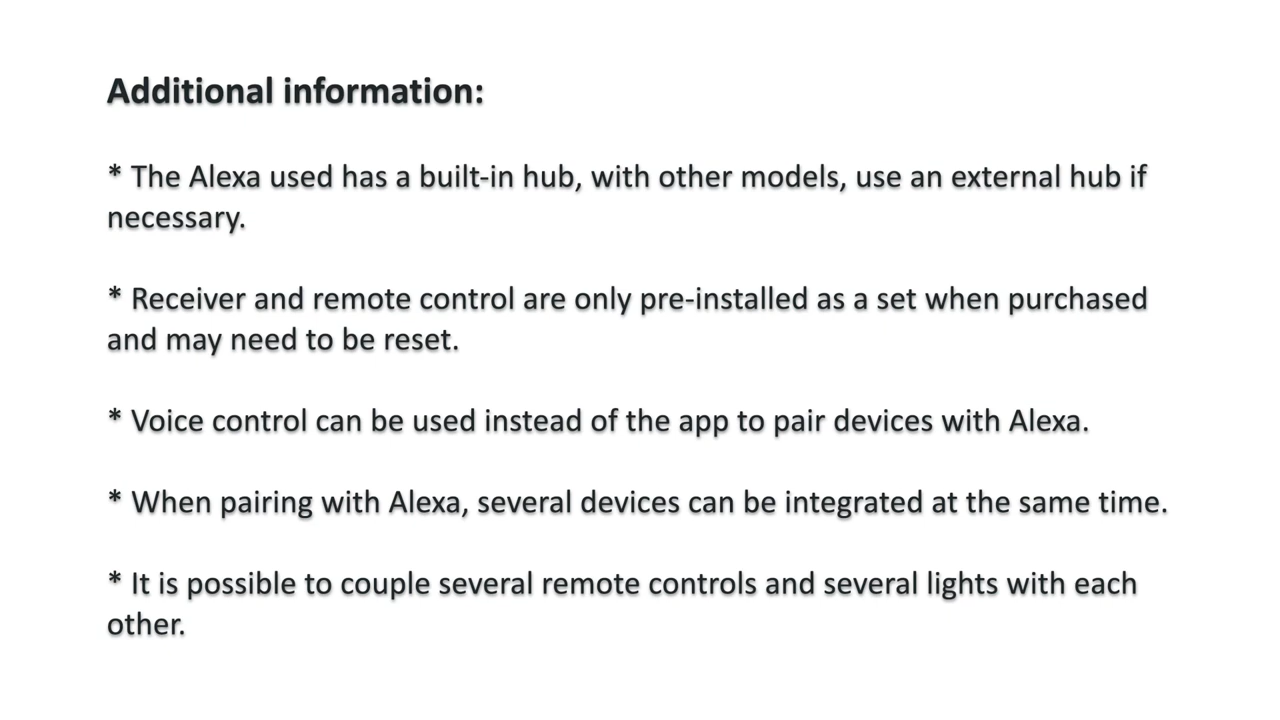 Additional information:
* The Alexa used has a built-in hub, with other models, use an external hub if
necessary.
* Receiver and remote control are only pre-installed as a set when purchased
and may need to be reset.
* Voice control can be used instead of the app to pair devices with Alexa.
* When pairing with Alexa, several devices can be integrated at the same time.
* It is possible to couple several remote controls and several lights with each
other.